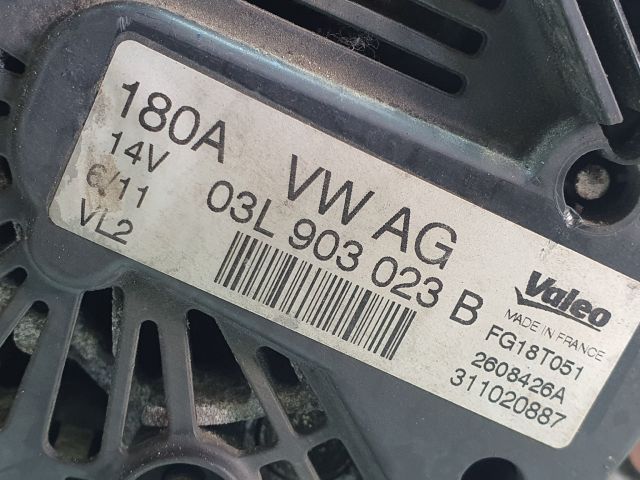 180A VW AG
14V 03L 903 023 B
6/11
VL2
Valeo
MADE IN FRANCE
FG18T051
2608426A
311020887